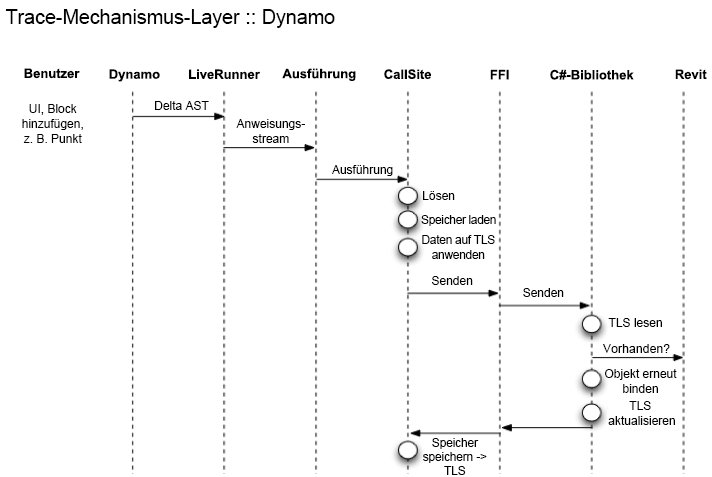 Trace-Mechanismus-Layer :: Dynamo
Benutzer Dynamo LiveRunner Ausführung CallSite FFI C#-Bibliothek Revit
UI, Block
hinzufügen,
z. B. Punkt
Delta AST
Anweisungs-
stream
Ausführung
Lösen
Speicher laden
Daten auf TLS
anwenden
Senden
Senden
TLS lesen
Vorhanden?
Objekt erneut
binden
TLS
aktualisieren
Speicher
speichern ->
TLS